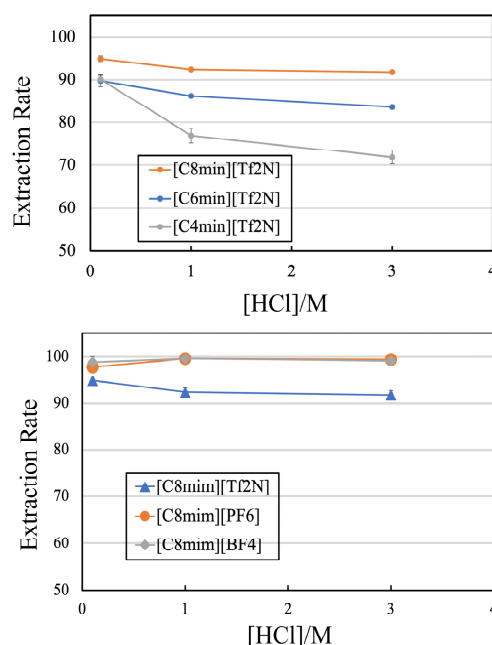 100
90
80
70
60
50
Extraction Rate
[C8min][Tf2N]
[C6min][Tf2N]
[C4min][Tf2N]
0 1 2 3 4
[HCl]/M
100
90
80
70
60
50
Extraction Rate
[C8mim][Tf2N]
[C8mim][PF6]
[C8mim][BF4]
0 1 2 3 4
[HCl]/M